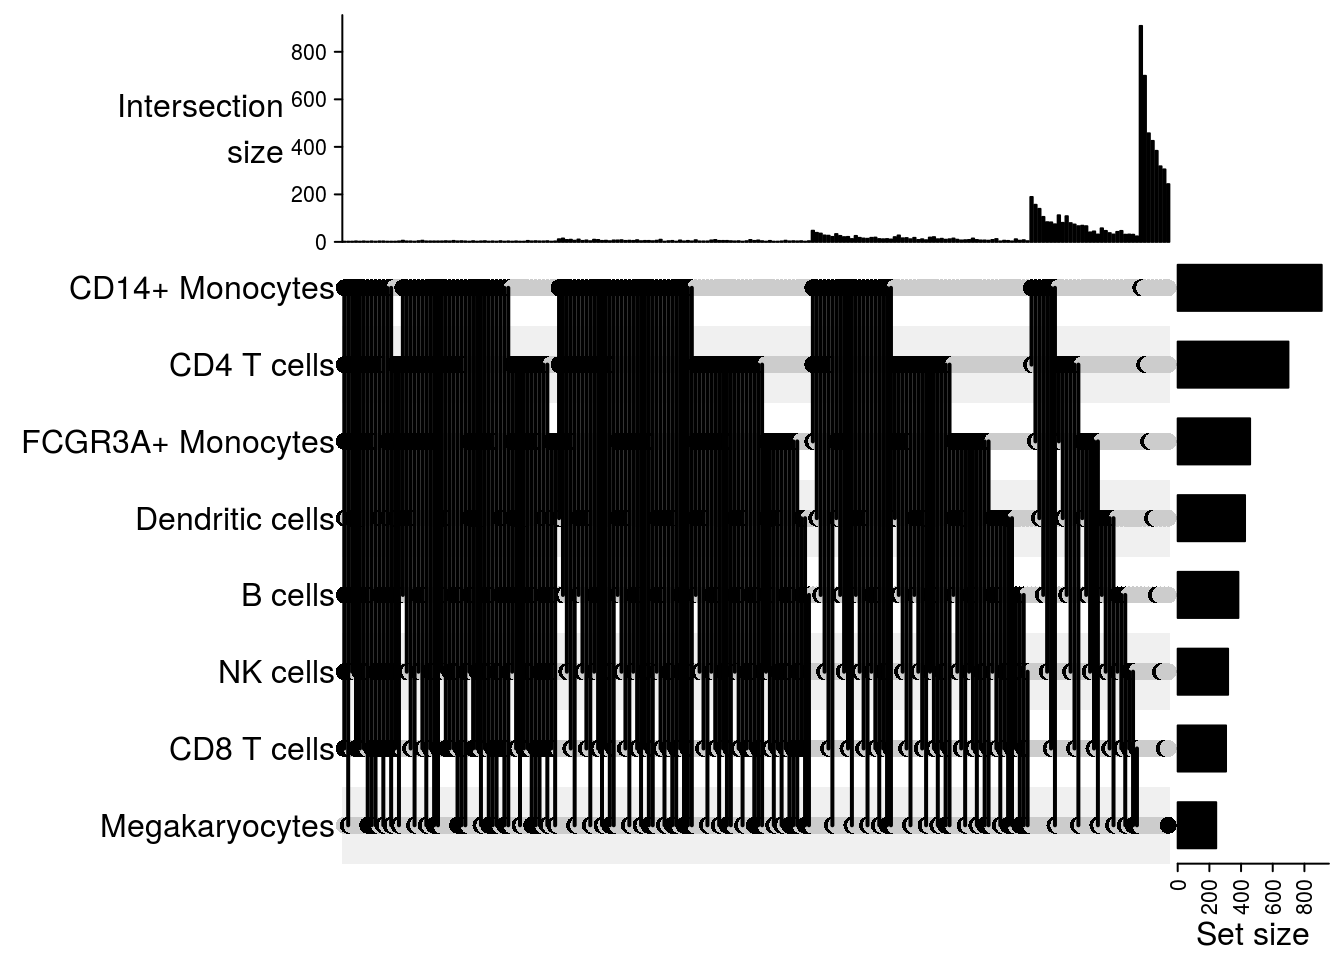 800
600
400
200
0
Intersection
size
CD14+ Monocytes
CD4 T cells
FCGR3A+ Monocytes
Dendritic cells
B cells
NK cells
CD8 T cells
Megakaryocytes
0
200
400
600
800
Set size